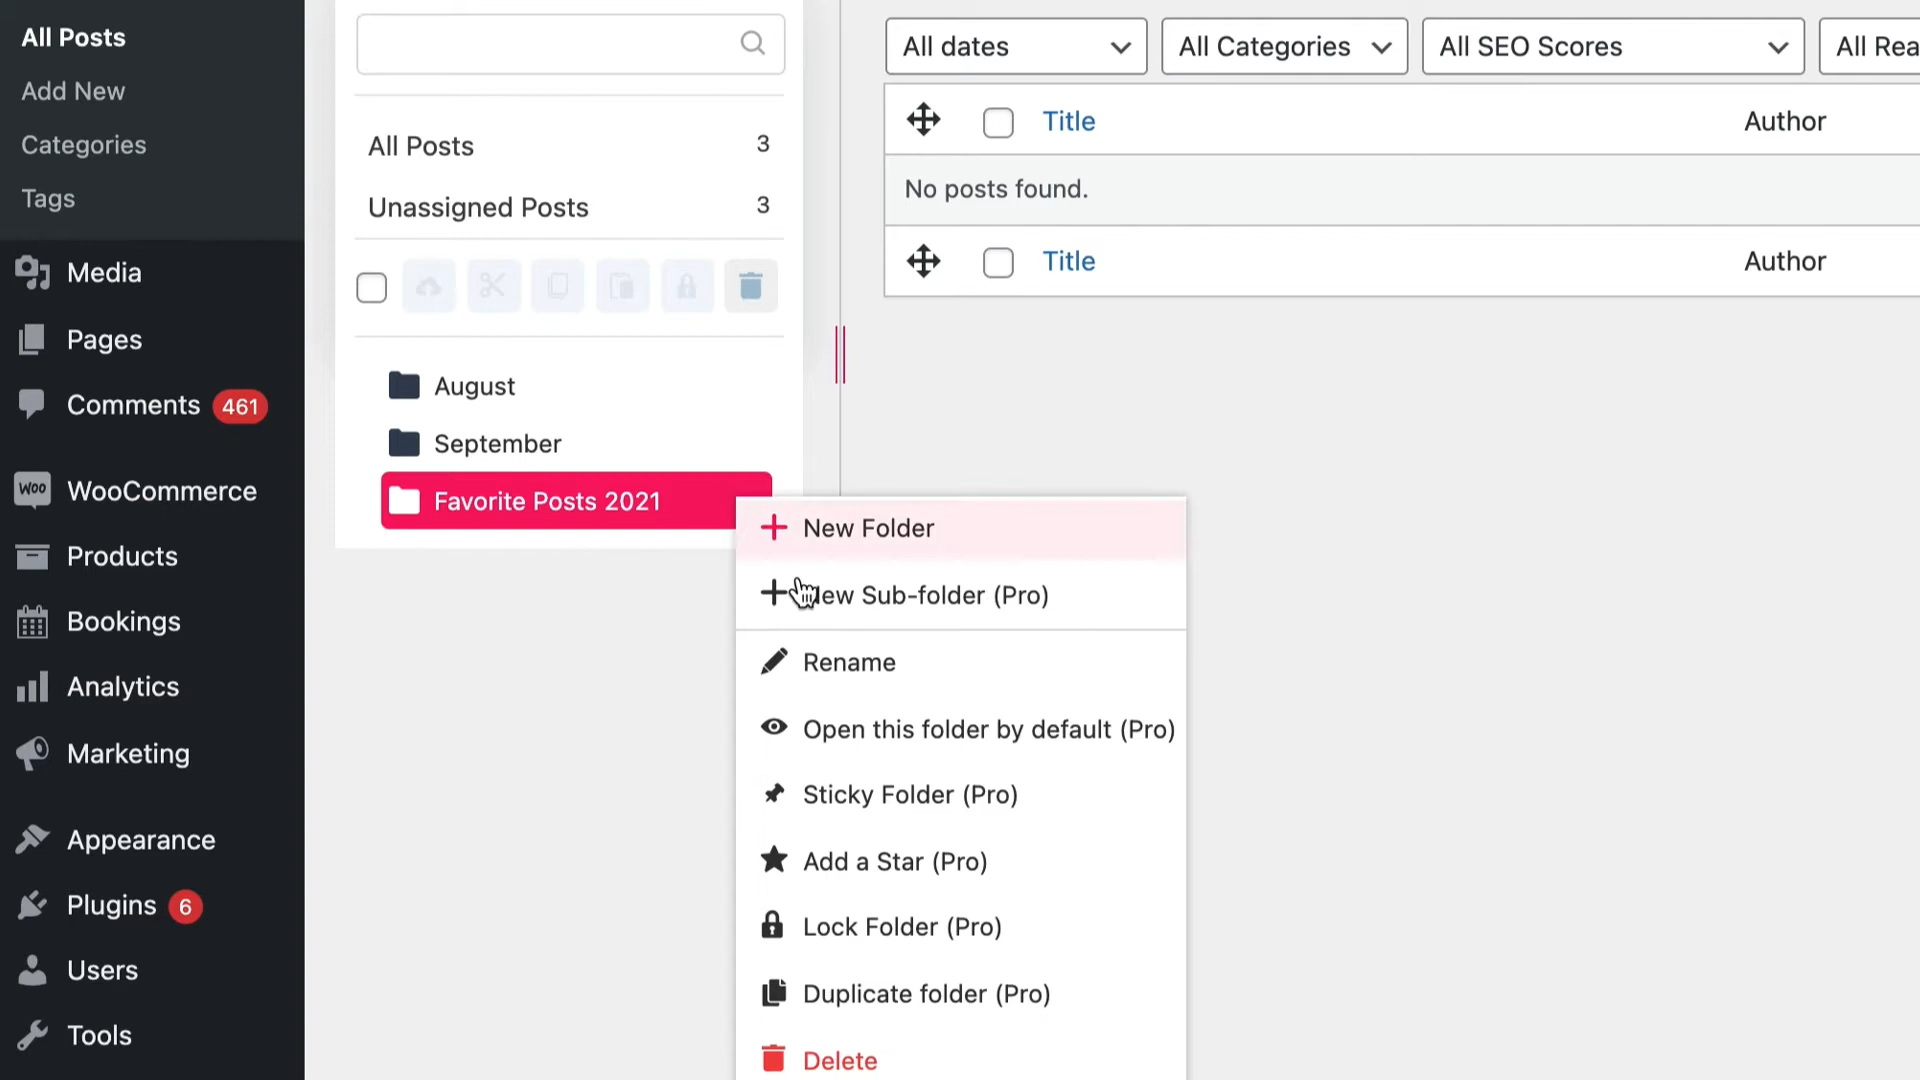 All Posts
Add New
Categories
Tags
Media
Pages
Comments 461
Woo WooCommerce
Products
Bookings
Analytics
Marketing
Appearance
Plugins 6
Users
Tools
All Posts 3
Unassigned Posts 3
August
September
Favorite Posts 2021
New Folder
Sub-folder (Pro)
Rename
Open this folder by default (Pro)
Sticky Folder (Pro)
Add a Star (Pro)
Lock Folder (Pro)
Duplicate folder (Pro)
Delete
All dates All Categories All SEO Scores All Rea
Title Author
No posts found.
Title Author